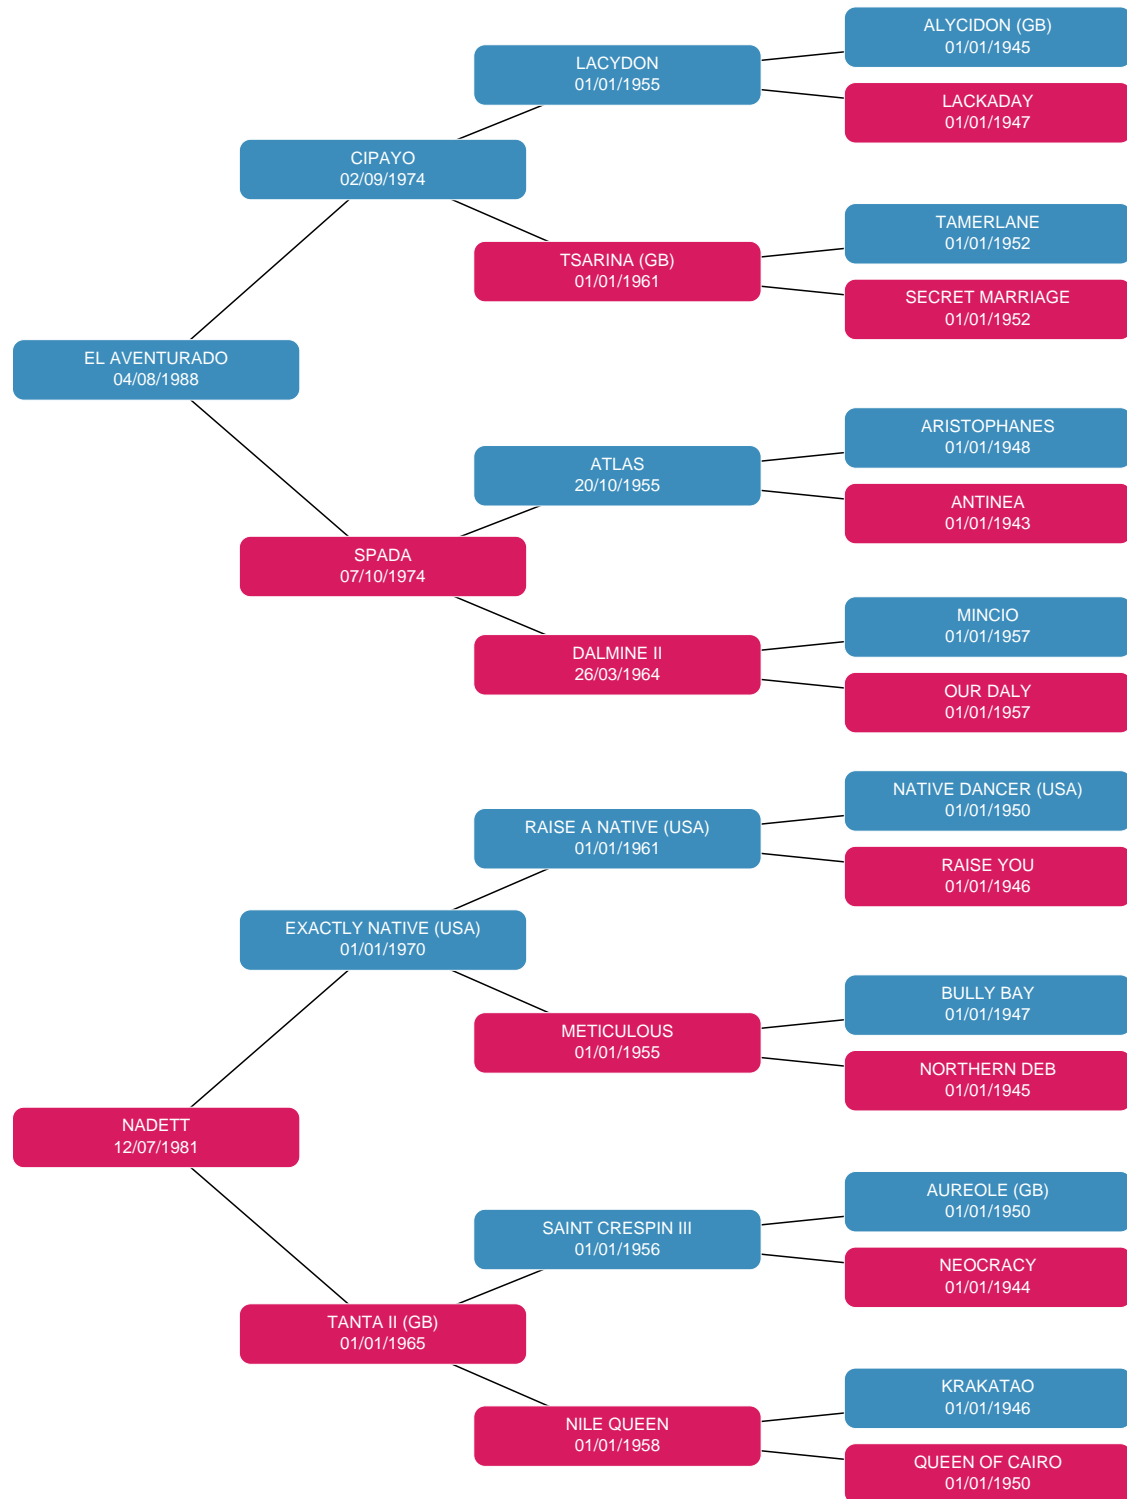 ALYCIDON (GB)
01/01/1945
LACYDON
01/01/1955
LACKADAY
01/01/1947
CIPAYO
02/09/1974
TAMERLANE
01/01/1952
TSARINA (GB)
01/01/1961
SECRET MARRIAGE
01/01/1952
EL AVENTURADO
04/08/1988
ARISTOPHANES
01/01/1948
ATLAS
20/10/1955
ANTINEA
01/01/1943
SPADA
07/10/1974
MINCIO
01/01/1957
DALMINE II
26/03/1964
OUR DALY
01/01/1957
NATIVE DANCER (USA)
01/01/1950
RAISE A NATIVE (USA)
01/01/1961
RAISE YOU
01/01/1946
EXACTLY NATIVE (USA)
01/01/1970
BULLY BAY
01/01/1947
METICULOUS
01/01/1955
NORTHERN DEB
01/01/1945
NADETT
12/07/1981
AUREOLE (GB)
01/01/1950
SAINT CRESPIN III
01/01/1956
NEOCRACY
01/01/1944
TANTA II (GB)
01/01/1965
KRAKATAO
01/01/1946
NILE QUEEN
01/01/1958
QUEEN OF CAIRO
01/01/1950